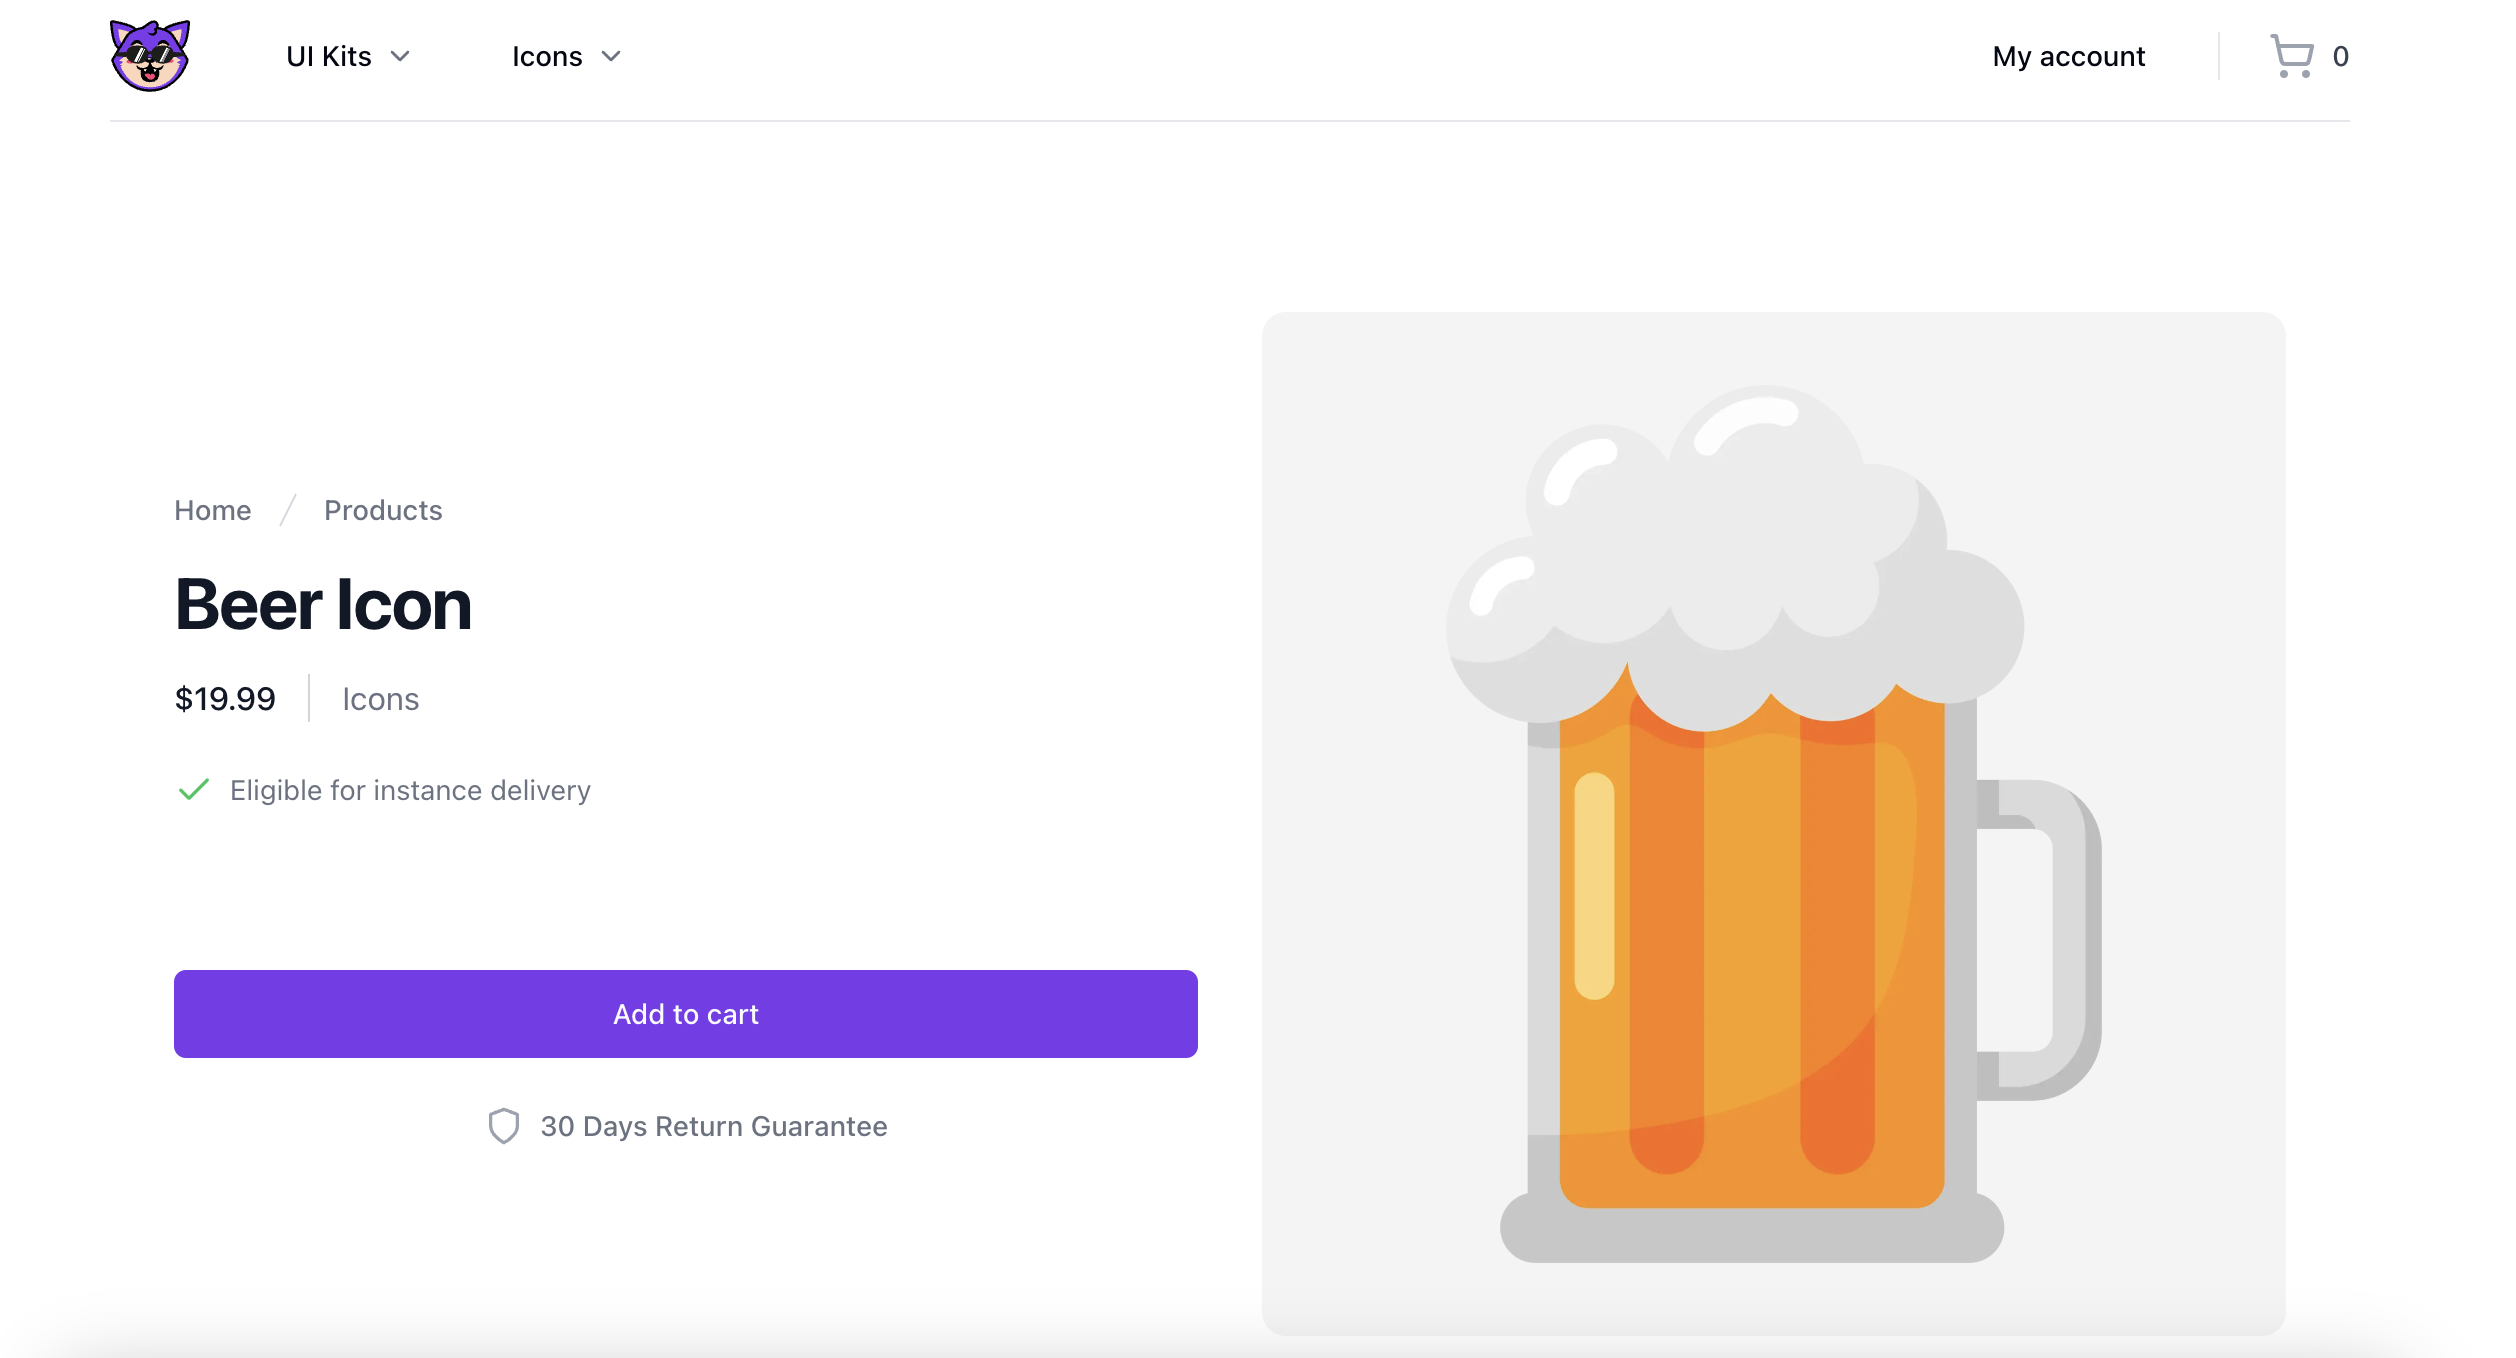 UI Kits
Icons
My account
0
Home / Products
Beer Icon
$19.99
Icons
Eligible for instance delivery
Add to cart
30 Days Return Guarantee